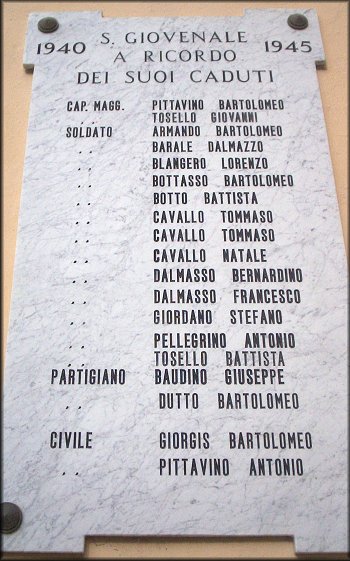 1940 S. GIOVENALE 1945
A RICORDO
DEI SUOI CADUTI
CAP. MAGG. PITTAVINO BARTOLOMEO
. . TOSELLO GIOVANNI
SOLDATO ARMANDO BARTOLOMEO
. . BARALE DALMAZZO
. . BLANGERO LORENZO
. . BOTTASSO BARTOLOMEO
. . BOTTO BATTISTA
. . CAVALLO TOMMASO
. . CAVALLO TOMMASO
. . CAVALLO NATALE
. . DALMASSO BERNARDINO
. . DALMASSO FRANCESCO
. . GIORDANO STEFANO
. . PELLEGRINO ANTONIO
. . TOSELLO BATTISTA
PARTIGIANO BAUDINO GIUSEPPE
. . DUTTO BARTOLOMEO
CIVILE GIORGIS BARTOLOMEO
. . PITTAVINO ANTONIO